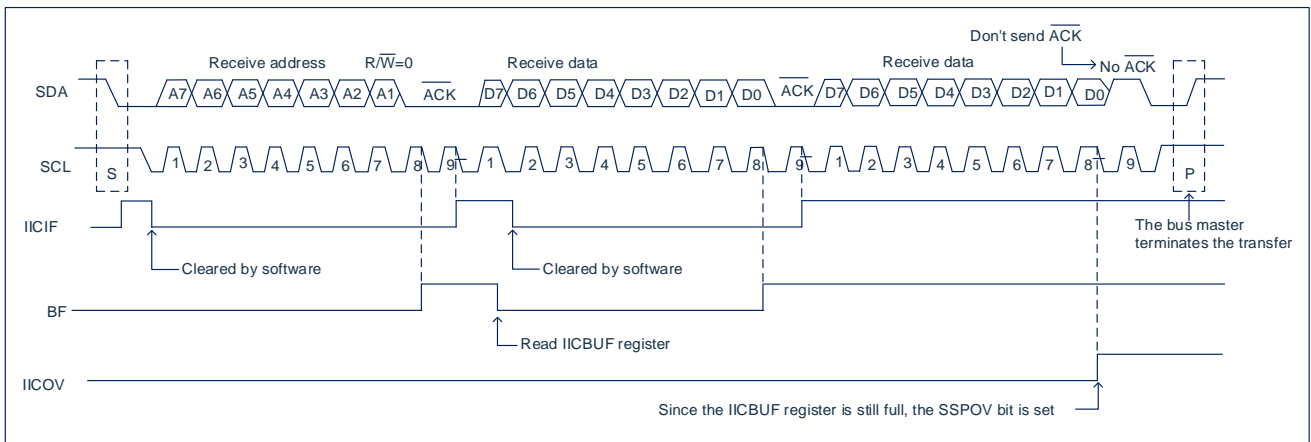 Don't send ACK
Receive address R/W=0 Receive data Receive data No ACK
SDA A7 A6 A5 A4 A3 A2 A1 ACK D7 D6 D5 D4 D3 D2 D1 D0 ACK D7 D6 D5 D4 D3 D2 D1 D0
SCL S 1 2 3 4 5 6 7 8 9 1 2 3 4 5 6 7 8 9 1 2 3 4 5 6 7 8 9 P
IICIF
The bus master
terminates the transfer
Cleared by software Cleared by software
BF
Read IICBUF register
IICOV
Since the IICBUF register is still full, the SSPOV bit is set